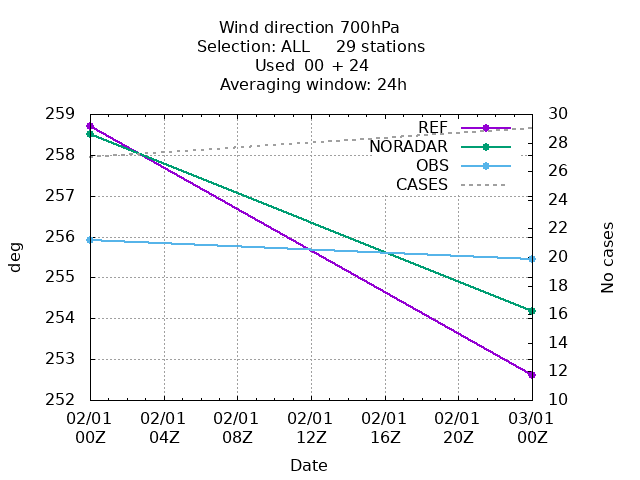 Wind direction 700hPa
Selection: ALL 29 stations
Used 00 + 24
Averaging window: 24h
259
258
257
256
255
254
253
252
deg
30
28
26
24
22
20
18
16
14
12
10
No cases
REF
NORADAR
OBS
CASES
02/01 02/01 02/01 02/01 02/01 02/01 03/01
00Z 04Z 08Z 12Z 16Z 20Z 00Z
Date